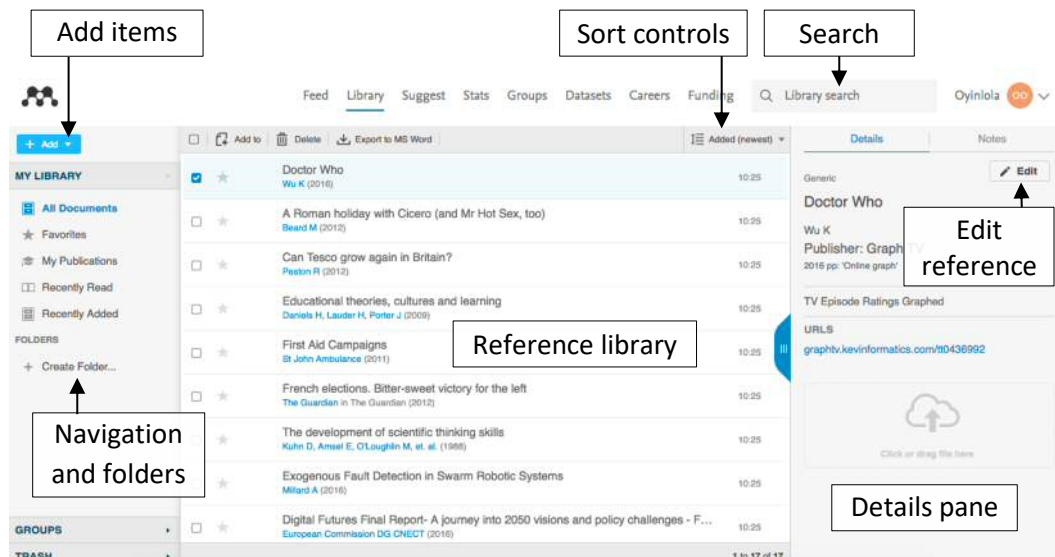 Add items
Sort controls
Search
Feed Library Suggest Stats Groups Datasets Careers Funding Library search Oyinlola OO
+ Add
Add to Delete Export to MS Word Added (newest) Details Notes
MY LIBRARY
All Documents
Favorites
My Publications
Recently Read
Recently Added
FOLDERS
+ Create Folder...
Navigation
and folders
GROUPS
TRASH
Doctor Who 10:25
Wu K (2016)
A Roman holiday with Cicero (and Mr Hot Sex, too) 10:25
Beard M (2012)
Can Tesco grow again in Britain? 10:25
Peston R (2012)
Educational theories, cultures and learning 10:25
Daniels H, Lauder H, Porter J (2009)
Reference library
First Aid Campaigns 10:25
St John Ambulance (2011)
French elections. Bitter-sweet victory for the left 10:25
The Guardian in The Guardian (2012)
The development of scientific thinking skills 10:25
Kuhn D, Amsel E, O'Loughlin M, et. al. (1988)
Exogenous Fault Detection in Swarm Robotic Systems 10:25
Millard A (2016)
Digital Futures Final Report- A journey into 2050 visions and policy challenges - F... 10:25
European Commission DG CNECT (2016)
1 to 17 of 17
Generic
Edit
Doctor Who
Wu K
Publisher: Graph
2016 pp: 'Online graph'
Edit
reference
TV Episode Ratings Graphed
URLS
graphtv.kevinformatics.com/tt0436992
Click or drag file here
Details pane